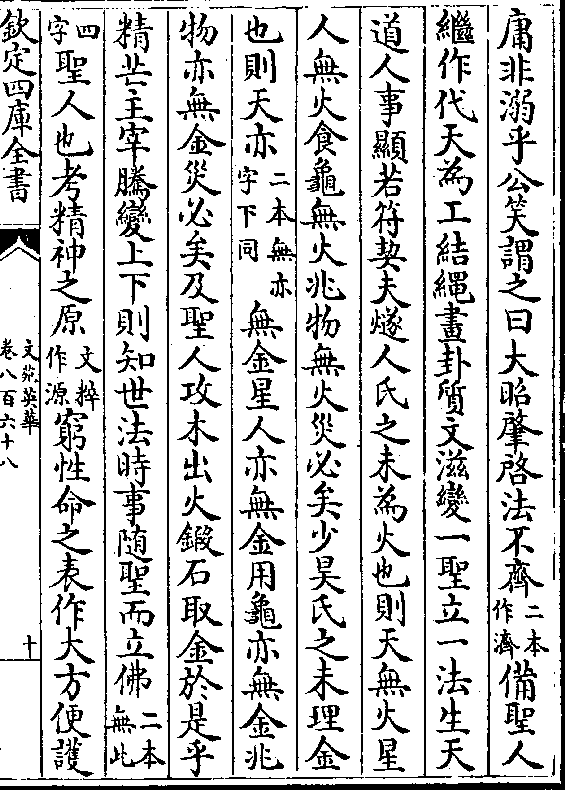 庸非溺乎公笑謂之曰大昭肇啓法不齊二本作濟備聖人
繼作代天為工結繩畫卦質文滋變一聖立一法生天
道人事顯若符契夫燧人氏之未為火也則天無火星
人無火食龜無火兆物無火災必矣少昊氏之未理金
也則天亦二本無亦字下同無金星人亦無金用龜亦無金兆
物亦無金災必矣及聖人攻木出火鍛石取金於是乎
精芒主宰騰變上下則知世法時事随聖而立佛二本無此
四字聖人也考精神之原文粹作源窮性命之表作大方便護
欽定四庫全書
文苑英華
卷八百六十八
十